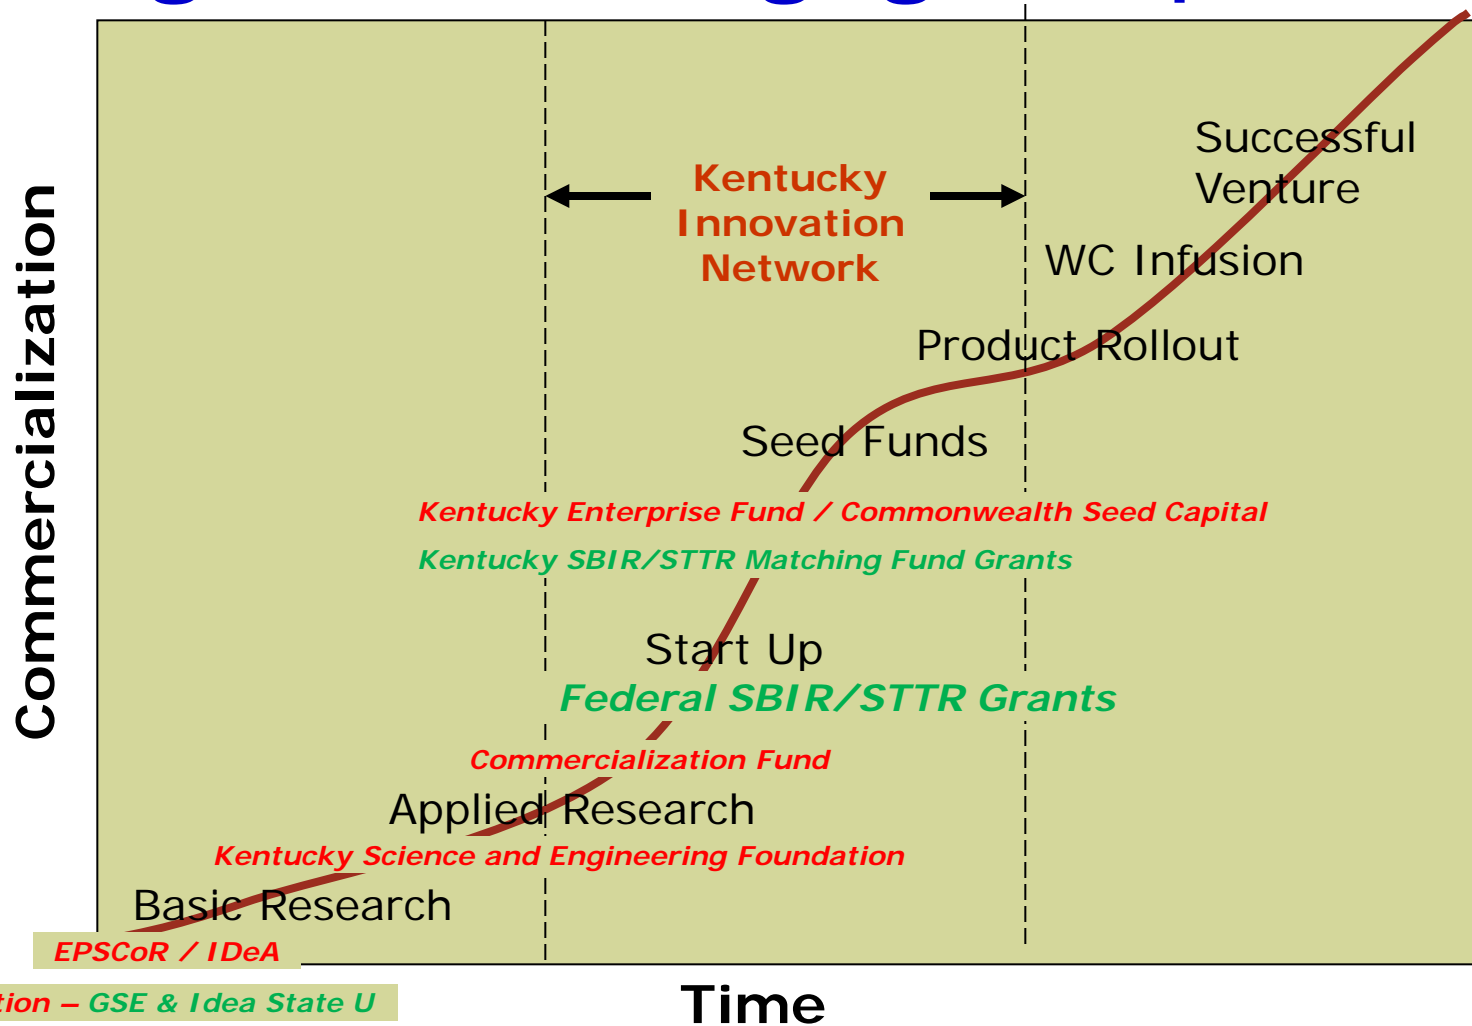 Successful
Venture
Kentucky
Innovation
Network
WC Infusion
Product Rollout
Seed Funds
Kentucky Enterprise Fund / Commonwealth Seed Capital
Kentucky SBIR/STTR Matching Fund Grants
Start Up
Federal SBIR/STTR Grants
Commercialization Fund
Applied Research
Kentucky Science and Engineering Foundation
Basic Research
EPSCoR / IDeA
– GSE & Idea State U
Commercialization
Time